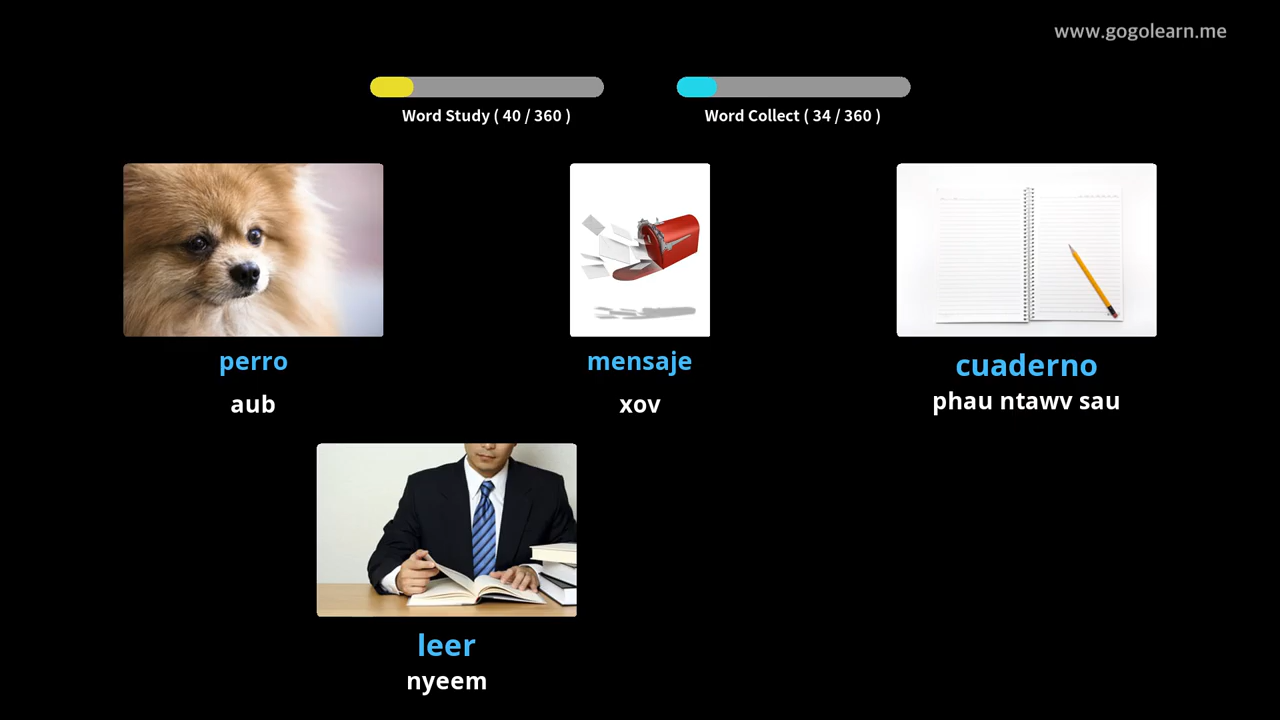 www.gogolearn.me
Word Study ( 40 / 360 )
Word Collect ( 34 / 360 )
perro
aub
mensaje
xov
cuaderno
phau ntawv sau
leer
nyeem